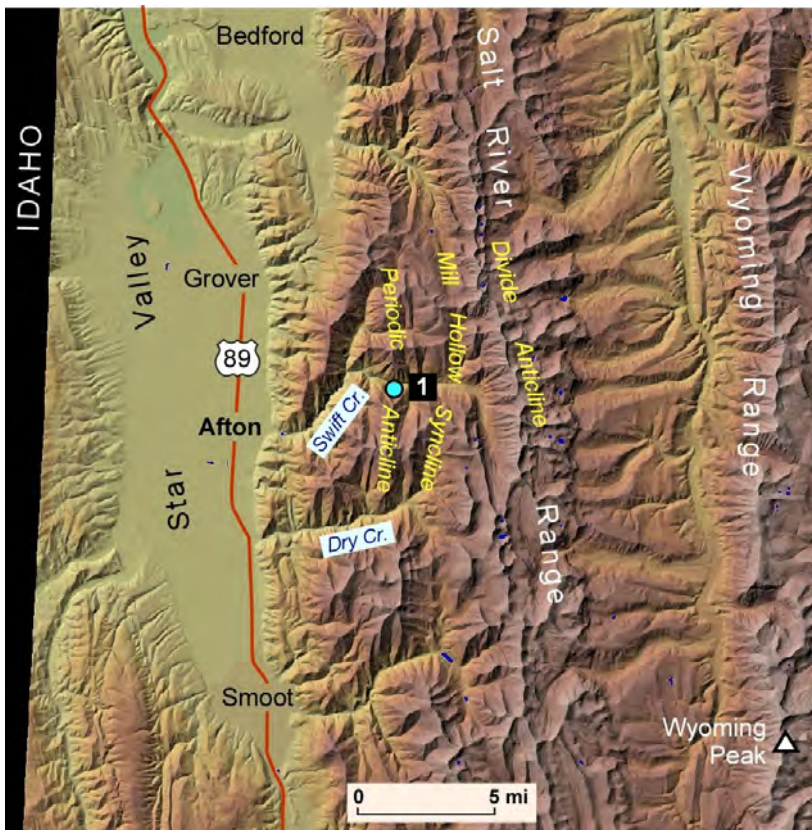 Bedford
IDAHO
Salt River Range
Wyoming Range
Star Valley
Grover
Periodic Anticline
Mill Hollow Syncline
Divide Anticline
89
1
Afton
Swift Cr.
Dry Cr.
Smoot
Wyoming
Peak
0 5 mi